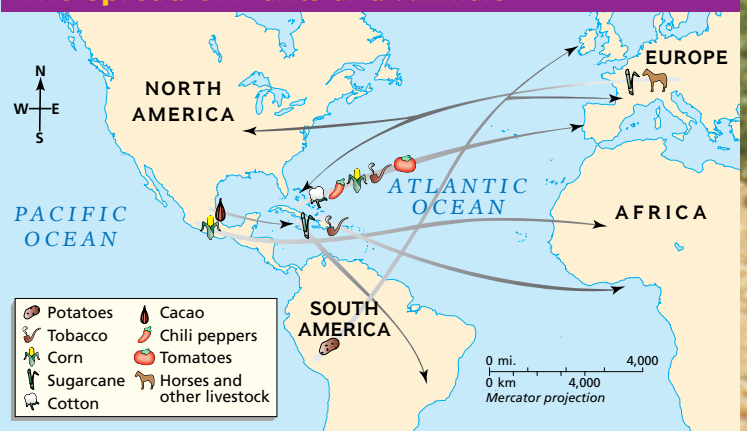 N
W E
S
NORTH
AMERICA
EUROPE
ATLANTIC
OCEAN
PACIFIC
OCEAN
AFRICA
SOUTH
AMERICA
Potatoes
Tobacco
Corn
Sugarcane
Cotton
Cacao
Chili peppers
Tomatoes
Horses and
other livestock
0 mi. 4,000
0 km 4,000
Mercator projection